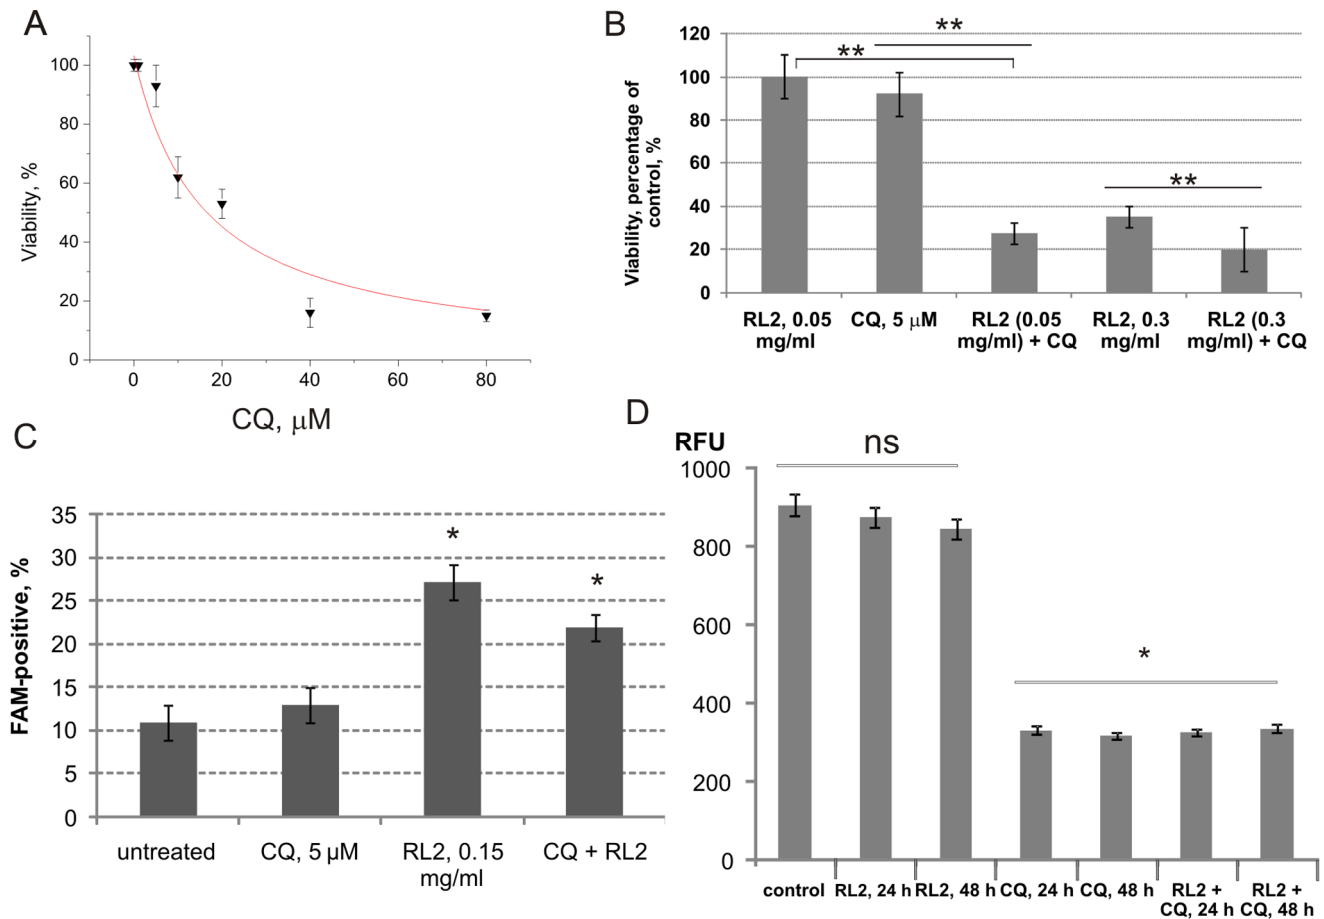 A
Viability, %
100
80
60
40
20
0
0 20 40 60 80
CQ, μM
B
Viability, percentage of
control, %
120
100
80
60
40
20
0
**
**
**
RL2, 0.05
mg/ml
CQ, 5 μM
RL2 (0.05
mg/ml) + CQ
RL2, 0.3
mg/ml
RL2 (0.3
mg/ml) + CQ
C
FAM-positive, %
35
30
25
20
15
10
5
0
*
*
untreated
CQ, 5 μM
RL2, 0.15
mg/ml
CQ + RL2
D
RFU
ns
1000
800
600
400
200
0
*
control
RL2, 24 h
RL2, 48 h
CQ, 24 h
CQ, 48 h
RL2 +
CQ, 24 h
RL2 +
CQ, 48 h